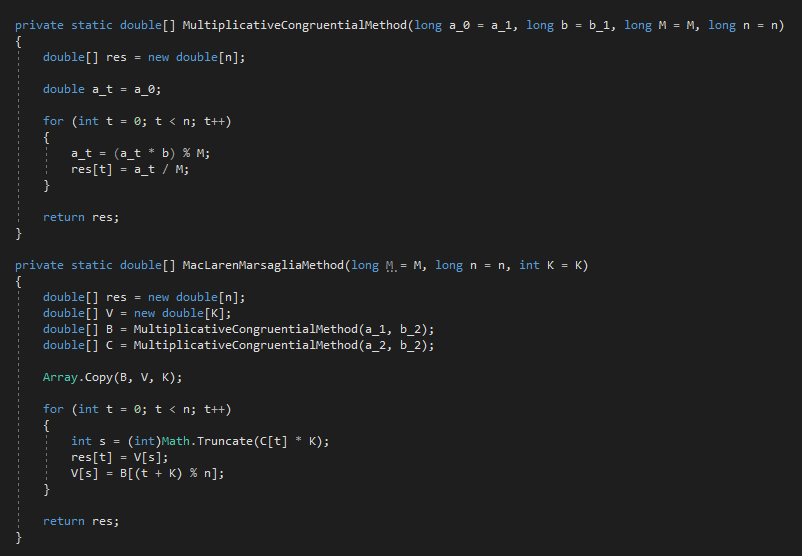 private static double[] MultiplicativeCongruentialMethod(long a_0 = a_1, long b = b_1, long M = M, long n = n)
{
double[] res = new double[n];
double a_t = a_0;
for (int t = 0; t < n; t++)
{
a_t = (a_t * b) % M;
res[t] = a_t / M;
}
return res;
}
private static double[] MacLarenMarsagliaMethod(long M = M, long n = n, int K = K)
{
double[] res = new double[n];
double[] V = new double[K];
double[] B = MultiplicativeCongruentialMethod(a_1, b_2);
double[] C = MultiplicativeCongruentialMethod(a_2, b_2);
Array.Copy(B, V, K);
for (int t = 0; t < n; t++)
{
int s = (int)Math.Truncate(C[t] * K);
res[t] = V[s];
V[s] = B[(t + K) % n];
}
return res;
}